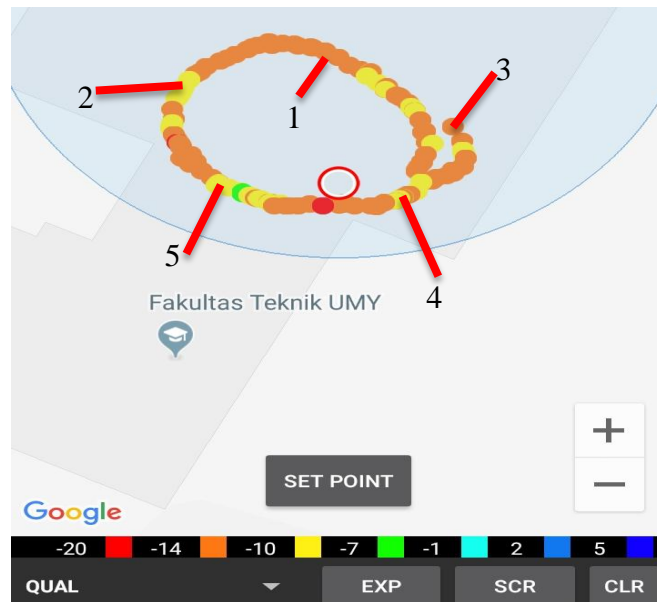 2
1
3
5
4
Fakultas Teknik UMY
+
SET POINT
−
Google
-20 -14 -10 -7 -1 2 5
QUAL EXP SCR CLR